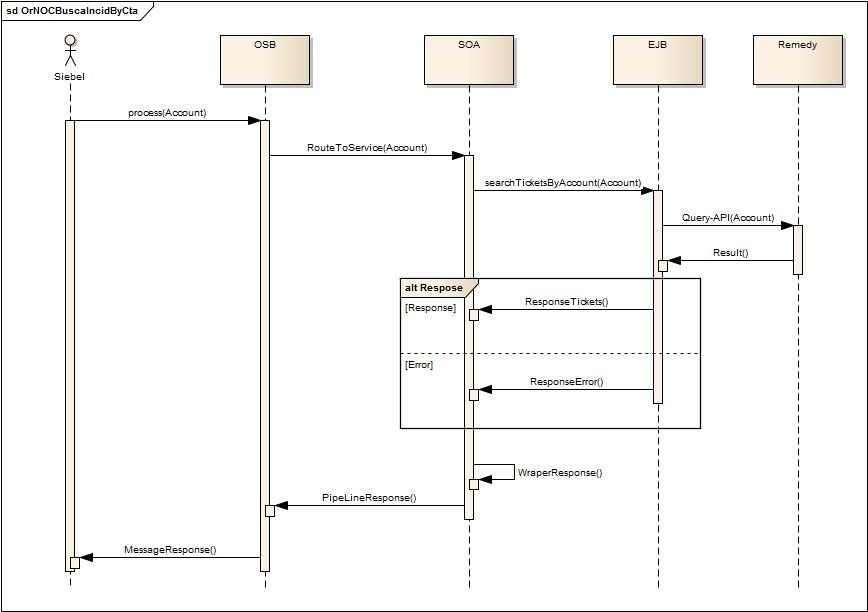 sd OrNOCBuscaIncidByCta
Siebel
OSB
SOA
EJB
Remedy
process(Account)
RouteToService(Account)
searchTicketsByAccount(Account)
Query-API(Account)
Result()
alt Respose
[Response]
ResponseTickets()
[Error]
ResponseError()
WraperResponse()
PipeLineResponse()
MessageResponse()